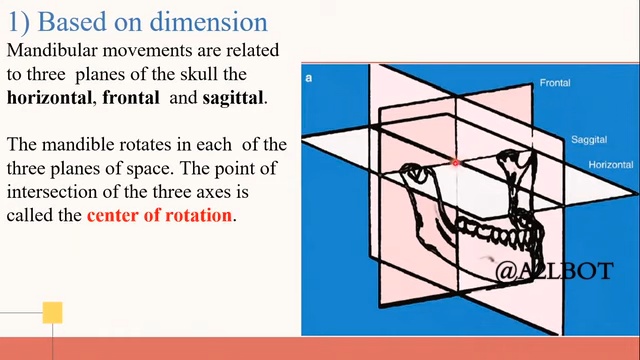 1) Based on dimension
Mandibular movements are related
to three planes of the skull the
horizontal, frontal and sagittal.
The mandible rotates in each of the
three planes of space. The point of
intersection of the three axes is
called the center of rotation.
a
Frontal
Saggital
Horizontal
@A2LBOT